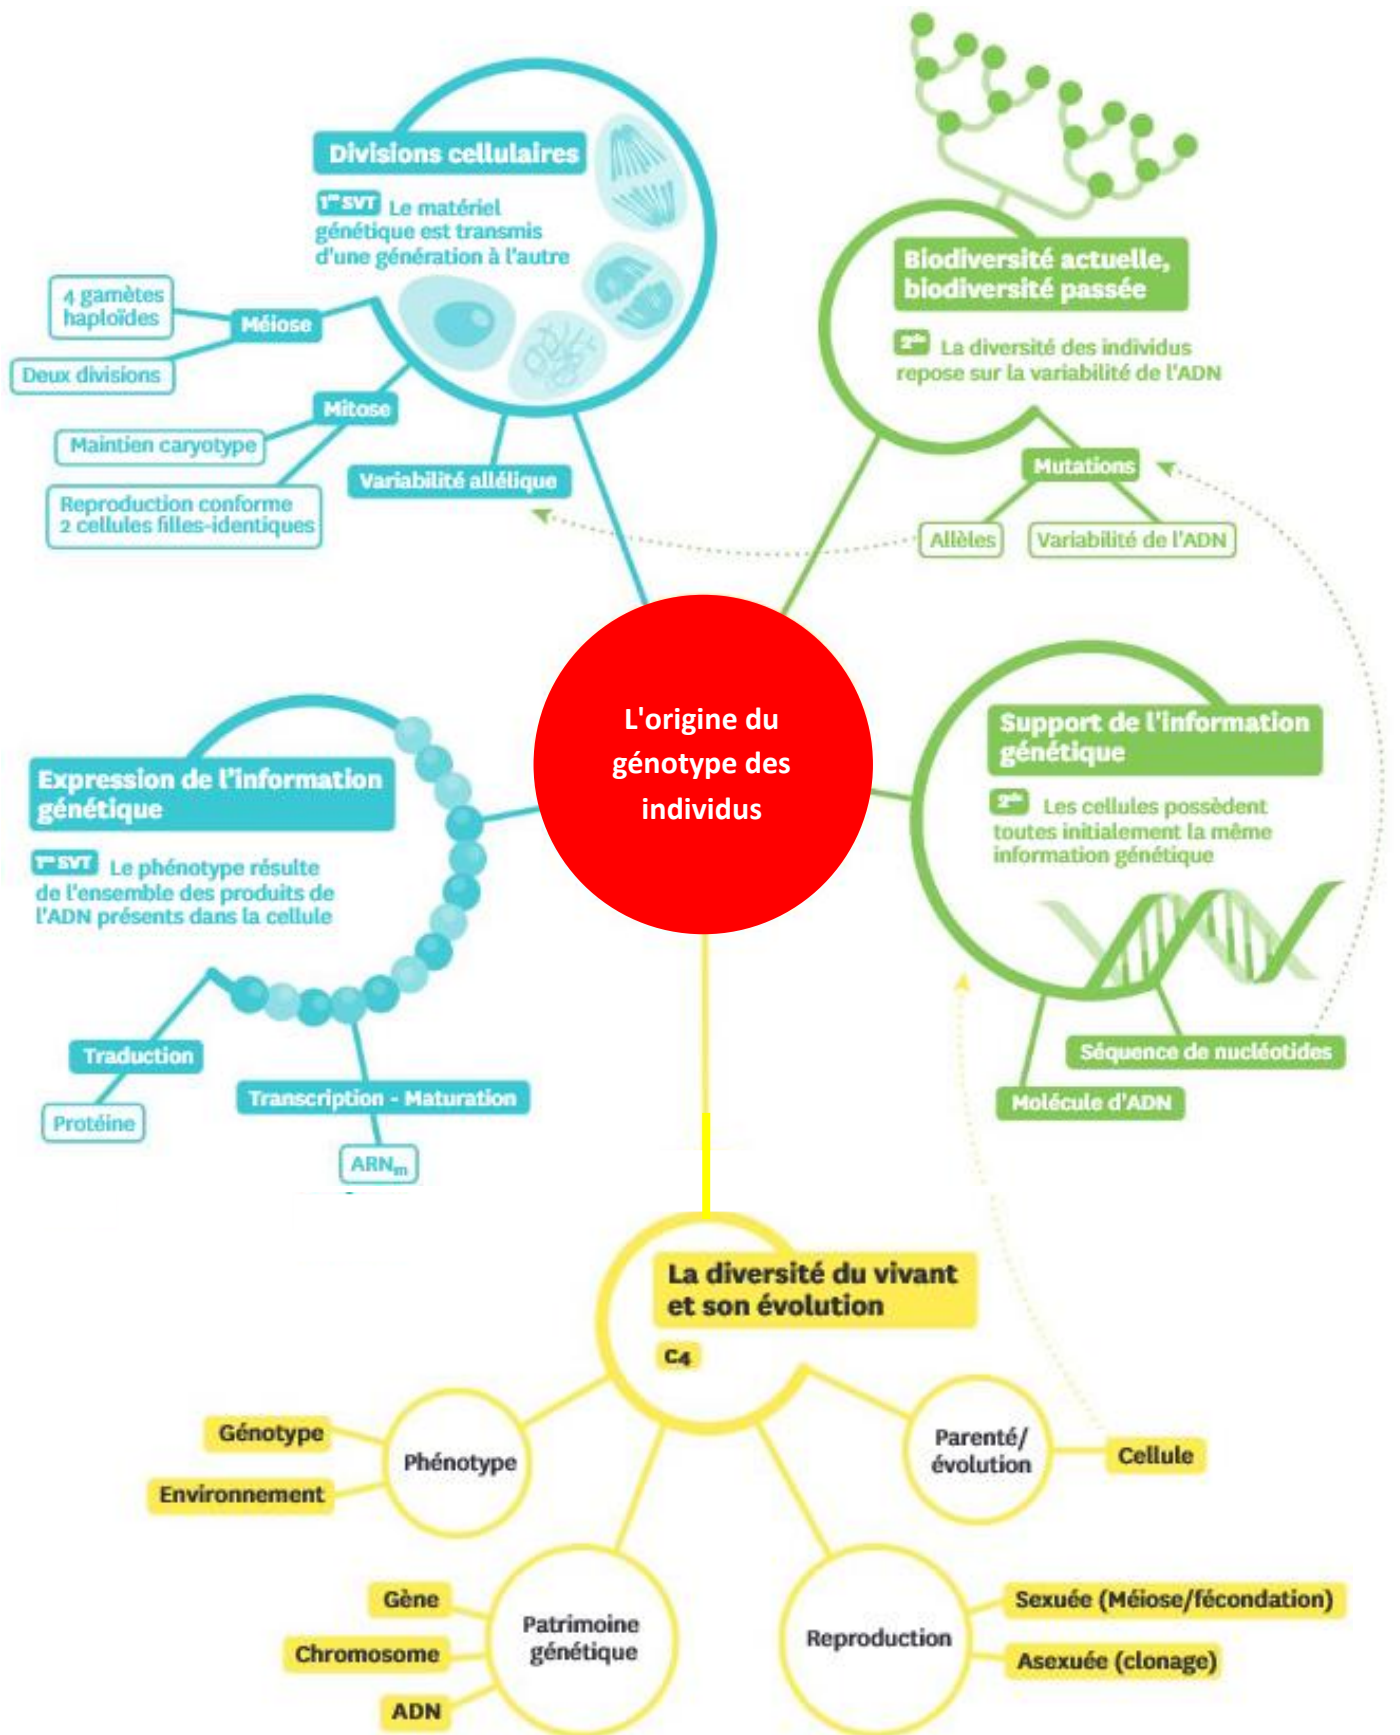 Divisions cellulaires
1re SVT Le matériel
génétique est transmis
d'une génération à l'autre
4 gamètes
haploïdes
Méiose
Deux divisions
Mitose
Maintien caryotype
Reproduction conforme
2 cellules filles-identiques
Variabilité allélique
Biodiversité actuelle,
biodiversité passée
2de La diversité des individus
repose sur la variabilité de l'ADN
Mutations
Allèles
Variabilité de l'ADN
L'origine du
génotype des
individus
Expression de l'information
génétique
1re SVT Le phénotype résulte
de l'ensemble des produits de
l'ADN présents dans la cellule
Traduction
Protéine
Transcription - Maturation
ARNm
Support de l'information
génétique
2de Les cellules possèdent
toutes initialement la même
information génétique
Séquence de nucléotides
Molécule d'ADN
La diversité du vivant
et son évolution
C4
Phénotype
Génotype
Environnement
Parenté/
évolution
Cellule
Patrimoine
génétique
Gène
Chromosome
ADN
Reproduction
Sexuée (Méiose/fécondation)
Asexuée (clonage)